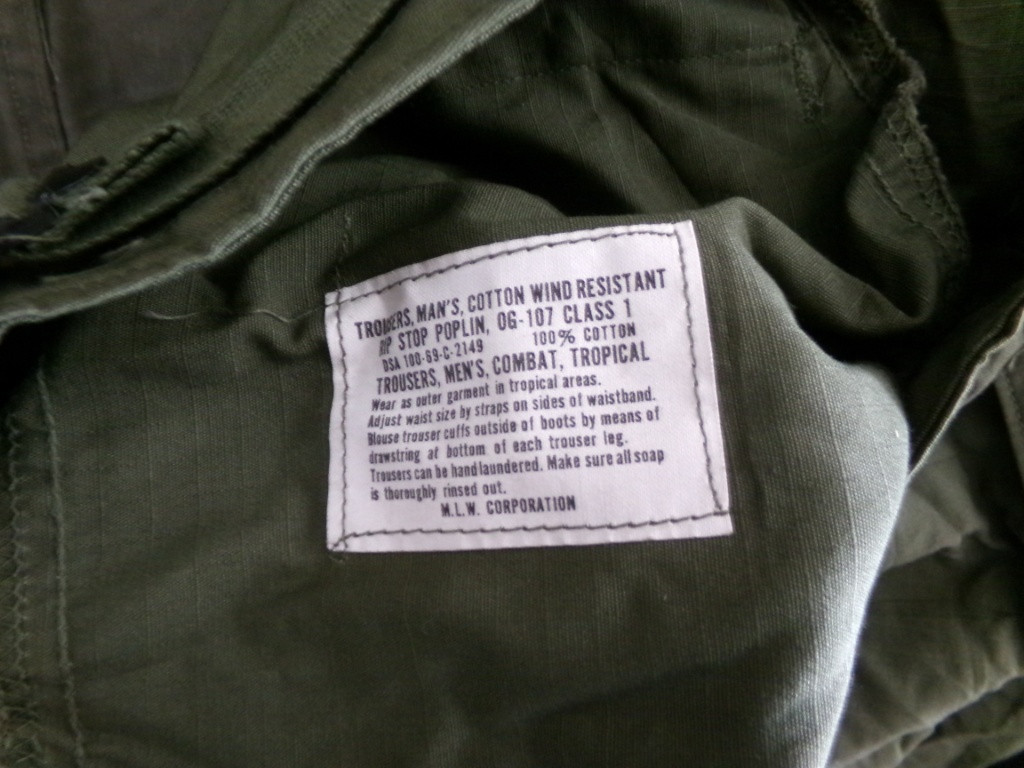 TROUSERS, MAN'S, COTTON WIND RESISTANT
RIP STOP POPLIN, OG-107 CLASS 1
DSA 100-69-C-2149 100% COTTON
TROUSERS, MEN'S, COMBAT, TROPICAL
Wear as outer garment in tropical areas.
Adjust waist size by straps on sides of waistband.
Blouse trouser cuffs outside of boots by means of
drawstring at bottom of each trouser leg.
Trousers can be handlaundered. Make sure all soap
is thoroughly rinsed out.
M.L.W. CORPORATION